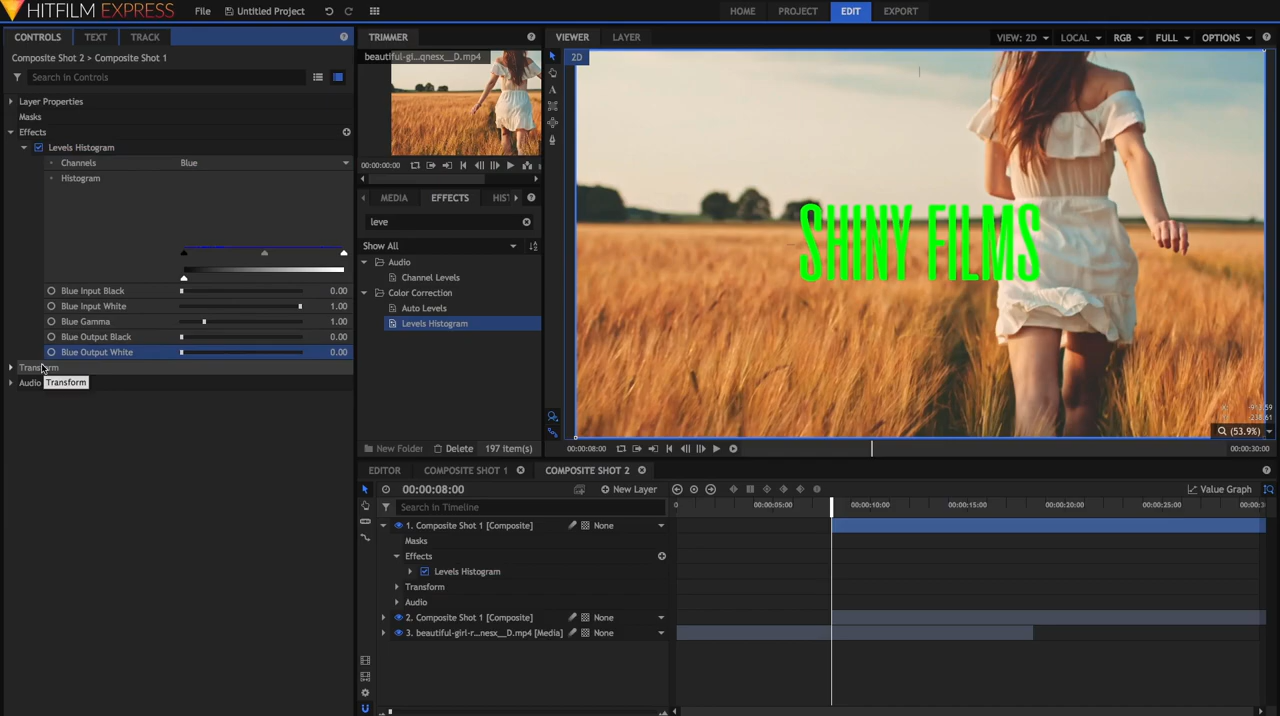 HITFILM EXPRESS File Untitled Project HOME PROJECT EDIT EXPORT
CONTROLS TEXT TRACK
Composite Shot 2 > Composite Shot 1
Search in Controls
Layer Properties
Masks
Effects
Levels Histogram
Channels Blue
Histogram
Blue Input Black 0.00
Blue Input White 1.00
Blue Gamma 1.00
Blue Output Black 0.00
Blue Output White 0.00
Transform
Audio Transform
TRIMMER
beautiful-gi...qnesx__D.mp4
00:00:00:00
MEDIA EFFECTS HIST
leve
Show All
Audio
Channel Levels
Color Correction
Auto Levels
Levels Histogram
New Folder Delete 197 item(s)
VIEWER LAYER VIEW: 2D LOCAL RGB FULL OPTIONS
2D
SHINY FILMS
(53.9%)
00:00:08:00 00:00:30:00
EDITOR COMPOSITE SHOT 1 COMPOSITE SHOT 2
00:00:08:00 New Layer Value Graph
Search in Timeline 0 00:00:05:00 00:00:10:00 00:00:15:00 00:00:20:00 00:00:25:00
1. Composite Shot 1 [Composite] None
Masks
Effects
Levels Histogram
Transform
Audio
2. Composite Shot 1 [Composite] None
3. beautiful-girl-r...nesx__D.mp4 [Media] None